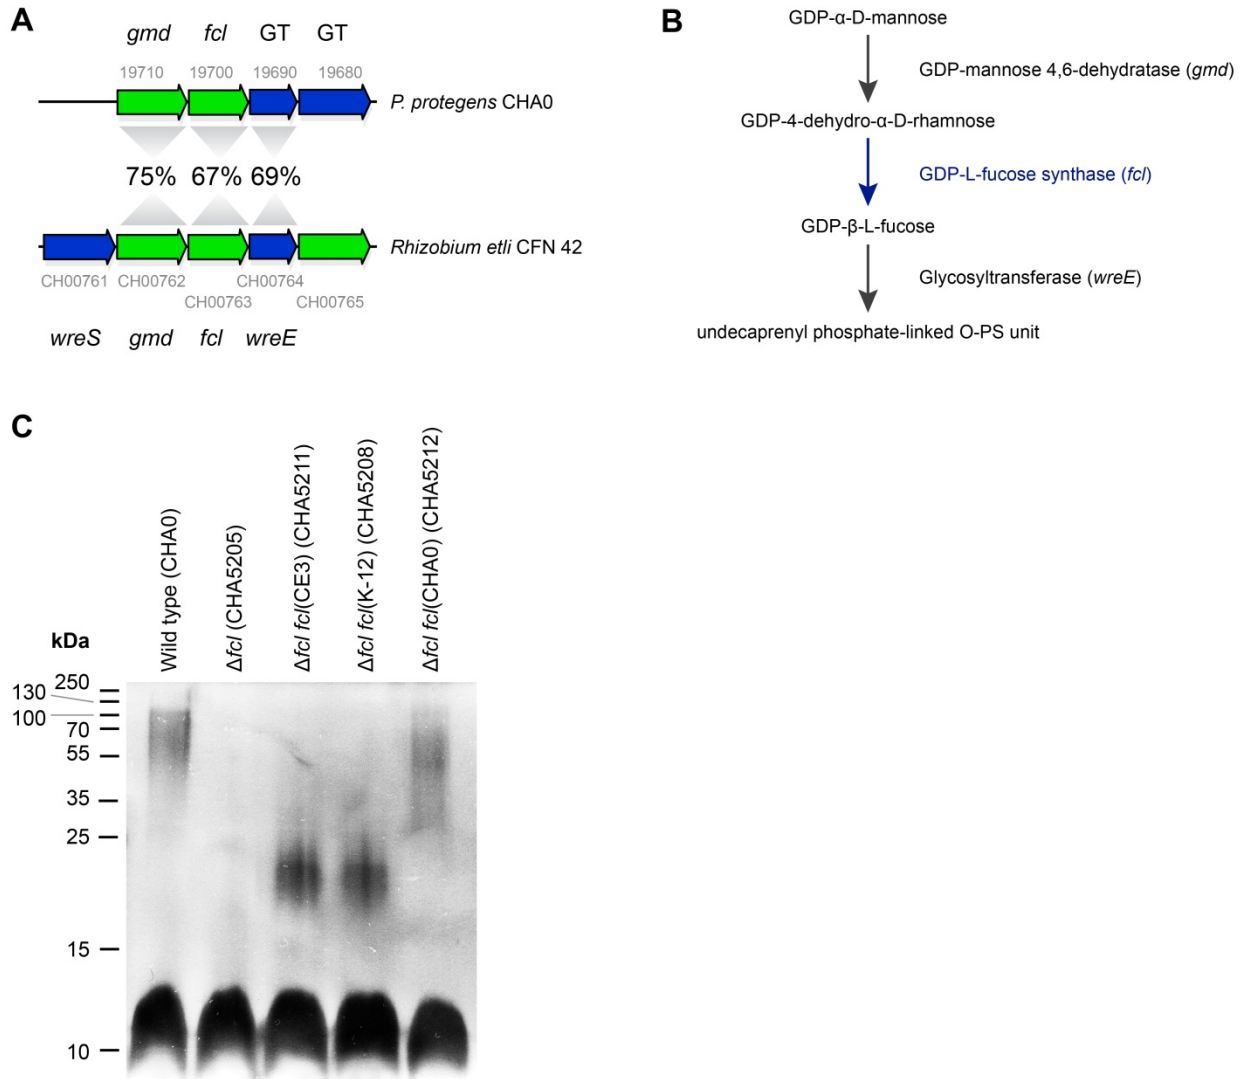 A
gmd fcl GT GT
19710 19700 19690 19680
P. protegens CHA0
75% 67% 69%
Rhizobium etli CFN 42
CH00761 CH00762 CH00764
CH00763 CH00765
wreS gmd fcl wreE
B
GDP-α-D-mannose
GDP-mannose 4,6-dehydratase (gmd)
GDP-4-dehydro-α-D-rhamnose
GDP-L-fucose synthase (fcl)
GDP-β-L-fucose
Glycosyltransferase (wreE)
undecaprenyl phosphate-linked O-PS unit
C
Wild type (CHA0)
Δfcl (CHA5205)
Δfcl fcl(CE3) (CHA5211)
Δfcl fcl(K-12) (CHA5208)
Δfcl fcl(CHA0) (CHA5212)
kDa
250
130
100
70
55
35
25
15
10